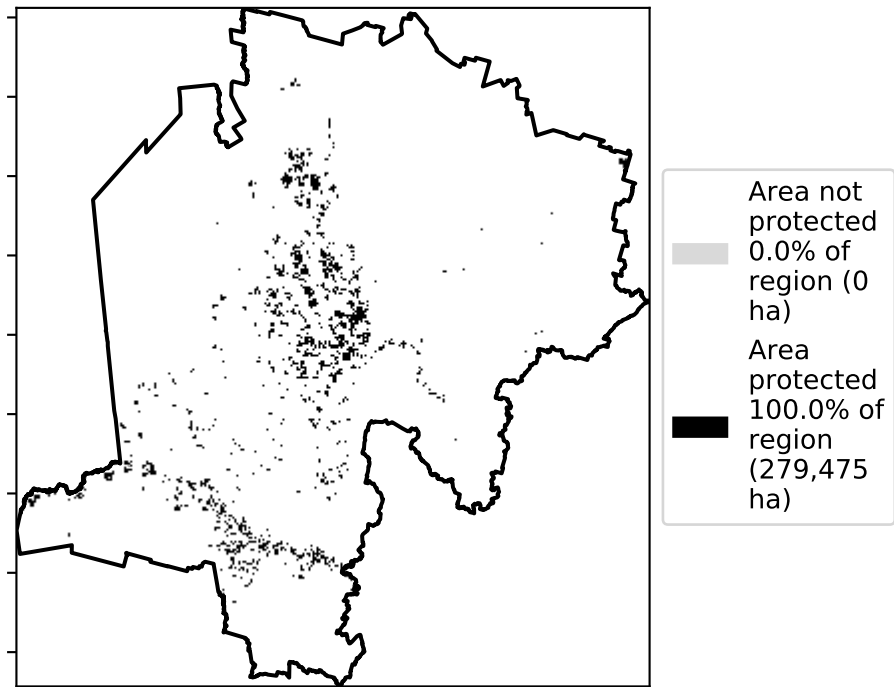 Area not
protected
0.0% of
region (0
ha)
Area
protected
100.0% of
region
(279,475
ha)